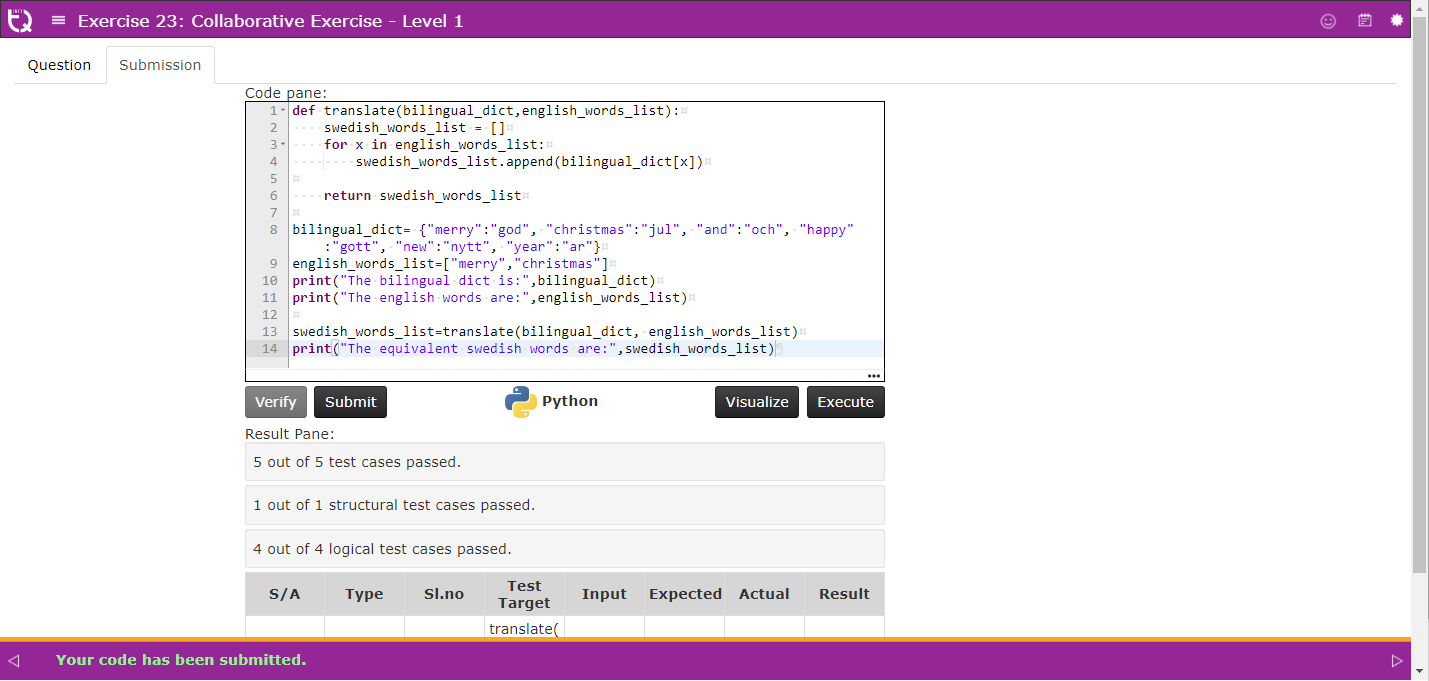 Exercise 23: Collaborative Exercise - Level 1
Question
Submission
Code pane:
1 def translate(bilingual_dict,english_words_list):
2     swedish_words_list = []
3     for x in english_words_list:
4         swedish_words_list.append(bilingual_dict[x])
5
6     return swedish_words_list
7
8 bilingual_dict= {"merry":"god", "christmas":"jul", "and":"och", "happy"
:"gott", "new":"nytt", "year":"ar"}
9 english_words_list=["merry","christmas"]
10 print("The bilingual dict is:",bilingual_dict)
11 print("The english words are:",english_words_list)
12
13 swedish_words_list=translate(bilingual_dict, english_words_list)
14 print("The equivalent swedish words are:",swedish_words_list)
Verify Submit Python Visualize Execute
Result Pane:
5 out of 5 test cases passed.
1 out of 1 structural test cases passed.
4 out of 4 logical test cases passed.
S/A Type Sl.no Test Target Input Expected Actual Result
translate(
Your code has been submitted.